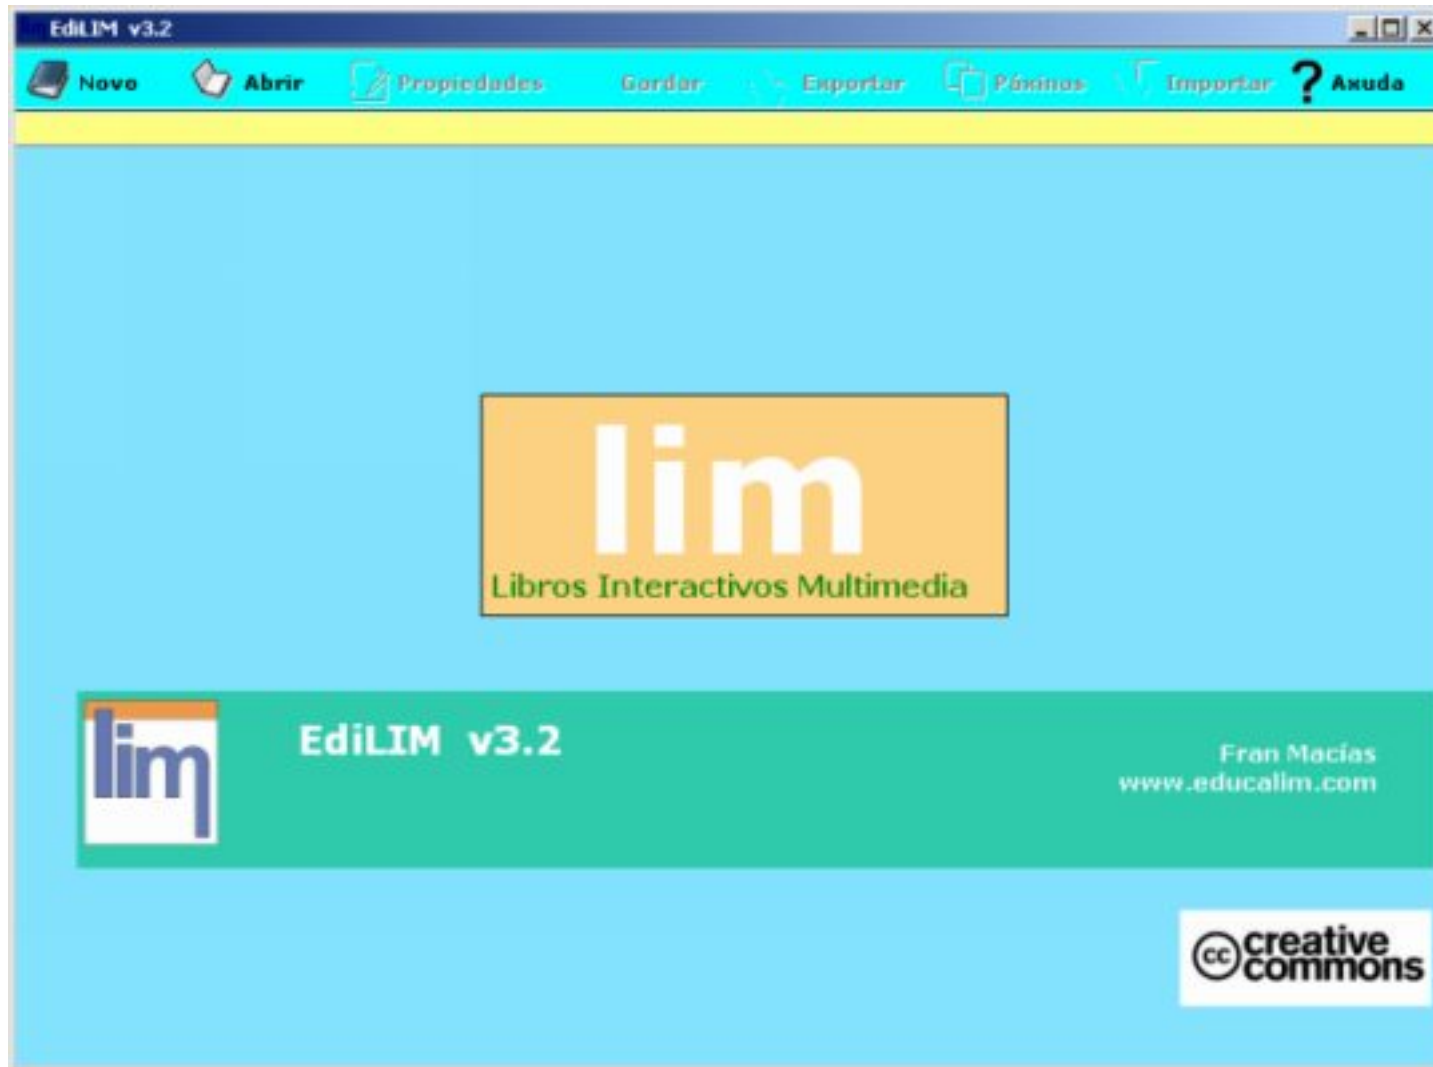 EdiLIM v3.2
Novo Abrir Propiedades Gardar Exportar Páxinas Importar ? Axuda
lim
Libros Interactivos Multimedia
lim
EdiLIM v3.2
Fran Macías
www.educalim.com
cc creative
commons